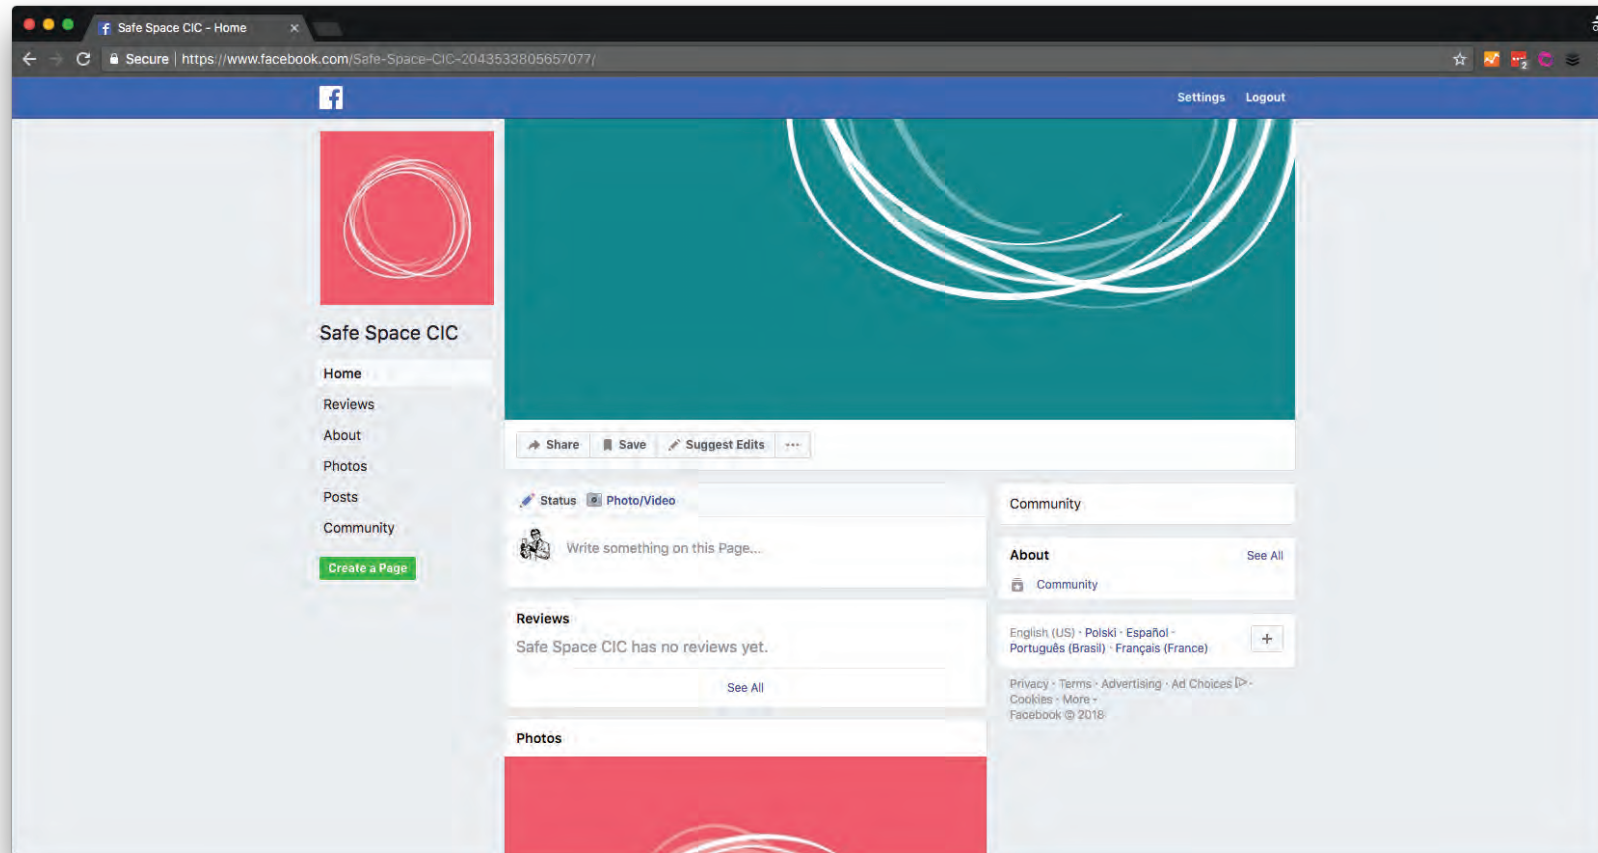 Safe Space CIC - Home
Secure | https://www.facebook.com/Safe-Space-CIC-2043533805657077/
2
Settings Logout
Safe Space CIC
Home
Reviews
About
Photos
Posts
Community
Create a Page
Share Save Suggest Edits ...
Status Photo/Video
Write something on this Page...
Reviews
Safe Space CIC has no reviews yet.
See All
Photos
Community
About See All
Community
English (US) · Polski · Español ·
Português (Brasil) · Français (France)
Privacy · Terms · Advertising · Ad Choices ·
Cookies · More
Facebook © 2018